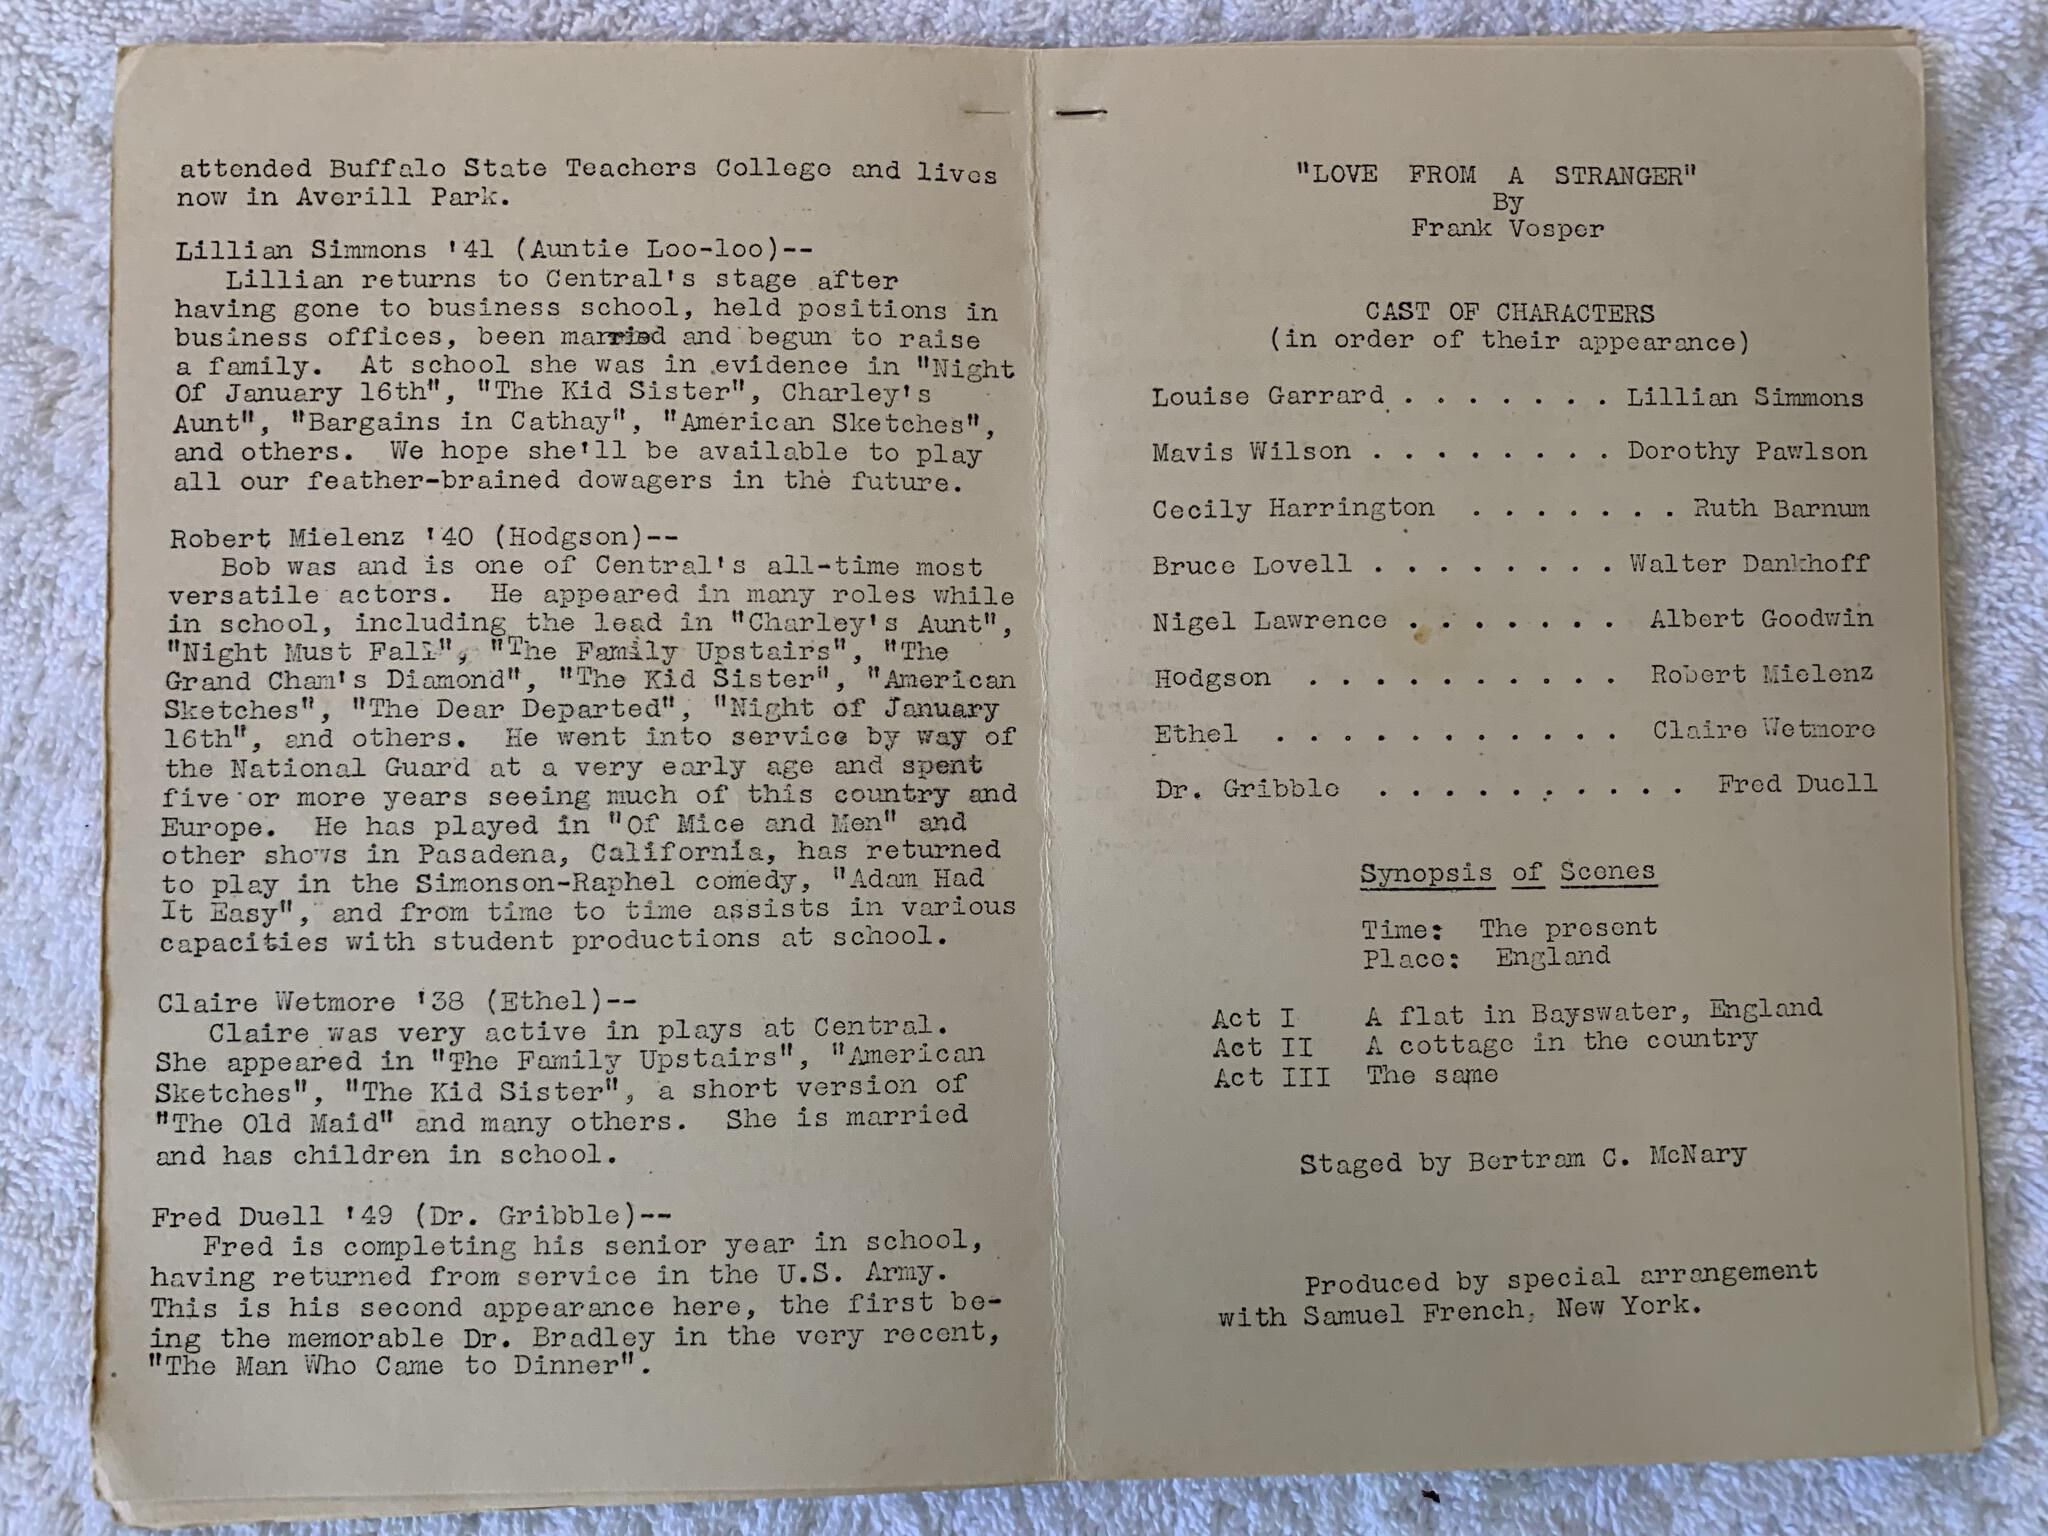 attended Buffalo State Teachers College and lives
now in Averill Park.
Lillian Simmons '41 (Auntie Loo-loo)--
Lillian returns to Central's stage after
having gone to business school, held positions in
business offices, been married and begun to raise
a family. At school she was in evidence in "Night
Of January 16th", "The Kid Sister", Charley's
Aunt", "Bargains in Cathay", "American Sketches",
and others. We hope she'll be available to play
all our feather-brained dowagers in the future.
Robert Mielenz '40 (Hodgson)--
Bob was and is one of Central's all-time most
versatile actors. He appeared in many roles while
in school, including the lead in "Charley's Aunt",
"Night Must Fall", "The Family Upstairs", "The
Grand Cham's Diamond", "The Kid Sister", "American
Sketches", "The Dear Departed", "Night of January
16th", and others. He went into service by way of
the National Guard at a very early age and spent
five or more years seeing much of this country and
Europe. He has played in "Of Mice and Men" and
other shows in Pasadena, California, has returned
to play in the Simonson-Raphel comedy, "Adam Had
It Easy", and from time to time assists in various
capacities with student productions at school.
Claire Wetmore '38 (Ethel)--
Claire was very active in plays at Central.
She appeared in "The Family Upstairs", "American
Sketches", "The Kid Sister", a short version of
"The Old Maid" and many others. She is married
and has children in school.
Fred Duell '49 (Dr. Gribble)--
Fred is completing his senior year in school,
having returned from service in the U.S. Army.
This is his second appearance here, the first be-
ing the memorable Dr. Bradley in the very recent,
"The Man Who Came to Dinner".
"LOVE FROM A STRANGER"
By
Frank Vosper
CAST OF CHARACTERS
(in order of their appearance)
Louise Garrard . . . . . . . Lillian Simmons
Mavis Wilson . . . . . . . . Dorothy Pawlson
Cecily Harrington . . . . . . . Ruth Barnum
Bruce Lovell . . . . . . . . Walter Dankhoff
Nigel Lawrence . . . . . . . Albert Goodwin
Hodgson . . . . . . . . . . Robert Mielenz
Ethel . . . . . . . . . . . . Claire Wetmore
Dr. Gribble . . . . . . . . . . . Fred Duell
Synopsis of Scenes
Time: The present
Place: England
Act I A flat in Bayswater, England
Act II A cottage in the country
Act III The same
Staged by Bertram C. McNary
Produced by special arrangement
with Samuel French, New York.